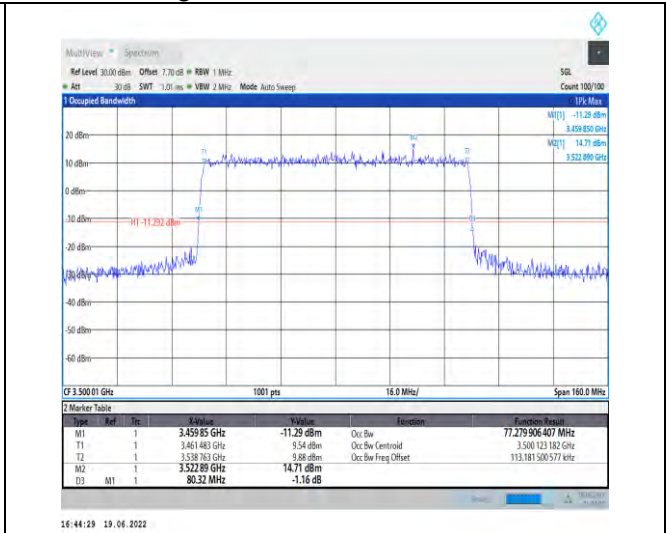 MultiView Spectrum
Ref Level 30.00 dBm Offset 7.70 dB RBW 1 MHz SGL
Att 30 dB SWT 1.01 ms VBW 2 MHz Mode Auto Sweep Count 100/100
1 Occupied Bandwidth 1Pk Max
M1[1] -11.29 dBm
3.459 850 GHz
M2[1] 14.71 dBm
3.522 890 GHz
20 dBm
10 dBm
0 dBm
-10 dBm
H1 -11.292 dBm
-20 dBm
-30 dBm
-40 dBm
-50 dBm
-60 dBm
M1
M2
T1
CF 3.500 01 GHz 1001 pts 16.0 MHz/ Span 160.0 MHz
2 Marker Table
Type Ref Trc X-Value Y-Value Function Function Result
M1 1 3.459 85 GHz -11.29 dBm Occ Bw 77.279 906 407 MHz
T1 1 3.461 483 GHz 9.54 dBm Occ Bw Centroid 3.500 123 182 GHz
T2 1 3.538 763 GHz 9.88 dBm Occ Bw Freq Offset 113.181 500 577 kHz
M2 1 3.522 89 GHz 14.71 dBm
D3 M1 1 80.32 MHz -1.16 dB
16:44:29 19.06.2022